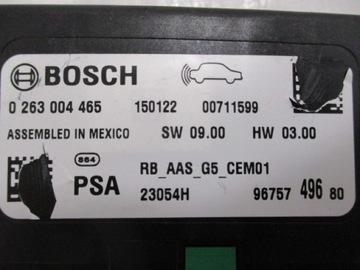 BOSCH
0 263 004 465 150122 00711599
ASSEMBLED IN MEXICO SW 09.00 HW 03.00
864 RB_AAS_G5_CEM01
PSA 23054H 96757 496 80